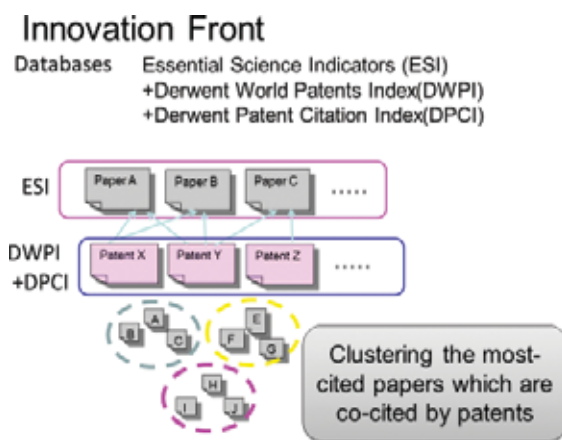 Innovation Front
Databases Essential Science Indicators (ESI)
+Derwent World Patents Index(DWPI)
+Derwent Patent Citation Index(DPCI)
ESI
Paper A Paper B Paper C .....
DWPI
+DPCI
Patent X Patent Y Patent Z .....
A
B
C
E
F
G
H
I
J
Clustering the most-
cited papers which are
co-cited by patents